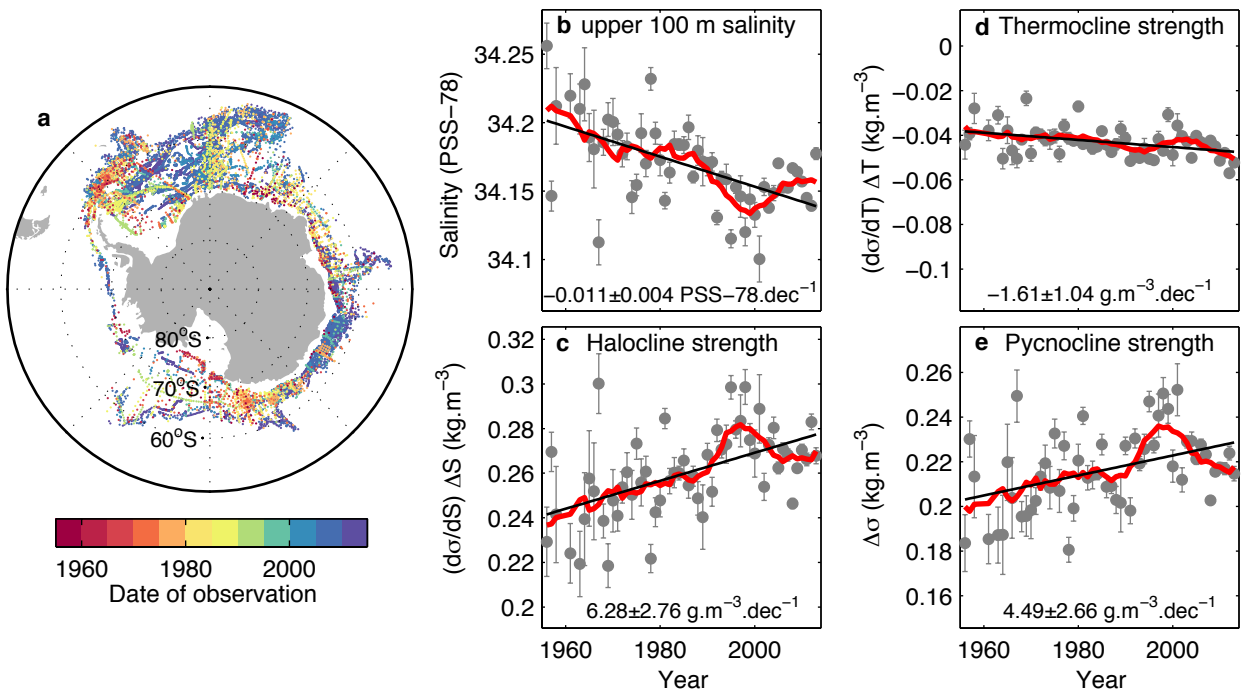 a
80°S
70°S
60°S
1960 1980 2000
Date of observation
b upper 100 m salinity
Salinity (PSS−78)
34.25
34.2
34.15
34.1
−0.011±0.004 PSS−78.dec⁻¹
c Halocline strength
(dσ/dS) ΔS (kg.m⁻³)
0.3
0.28
0.26
0.24
0.22
0.2
6.28±2.76 g.m⁻³.dec⁻¹
1960 1980 2000
Year
d Thermocline strength
(dσ/dT) ΔT (kg.m⁻³)
0
−0.02
−0.04
−0.06
−0.08
−0.1
−1.61±1.04 g.m⁻³.dec⁻¹
e Pycnocline strength
Δσ (kg.m⁻³)
0.26
0.24
0.22
0.2
0.18
0.16
4.49±2.66 g.m⁻³.dec⁻¹
1960 1980 2000
Year